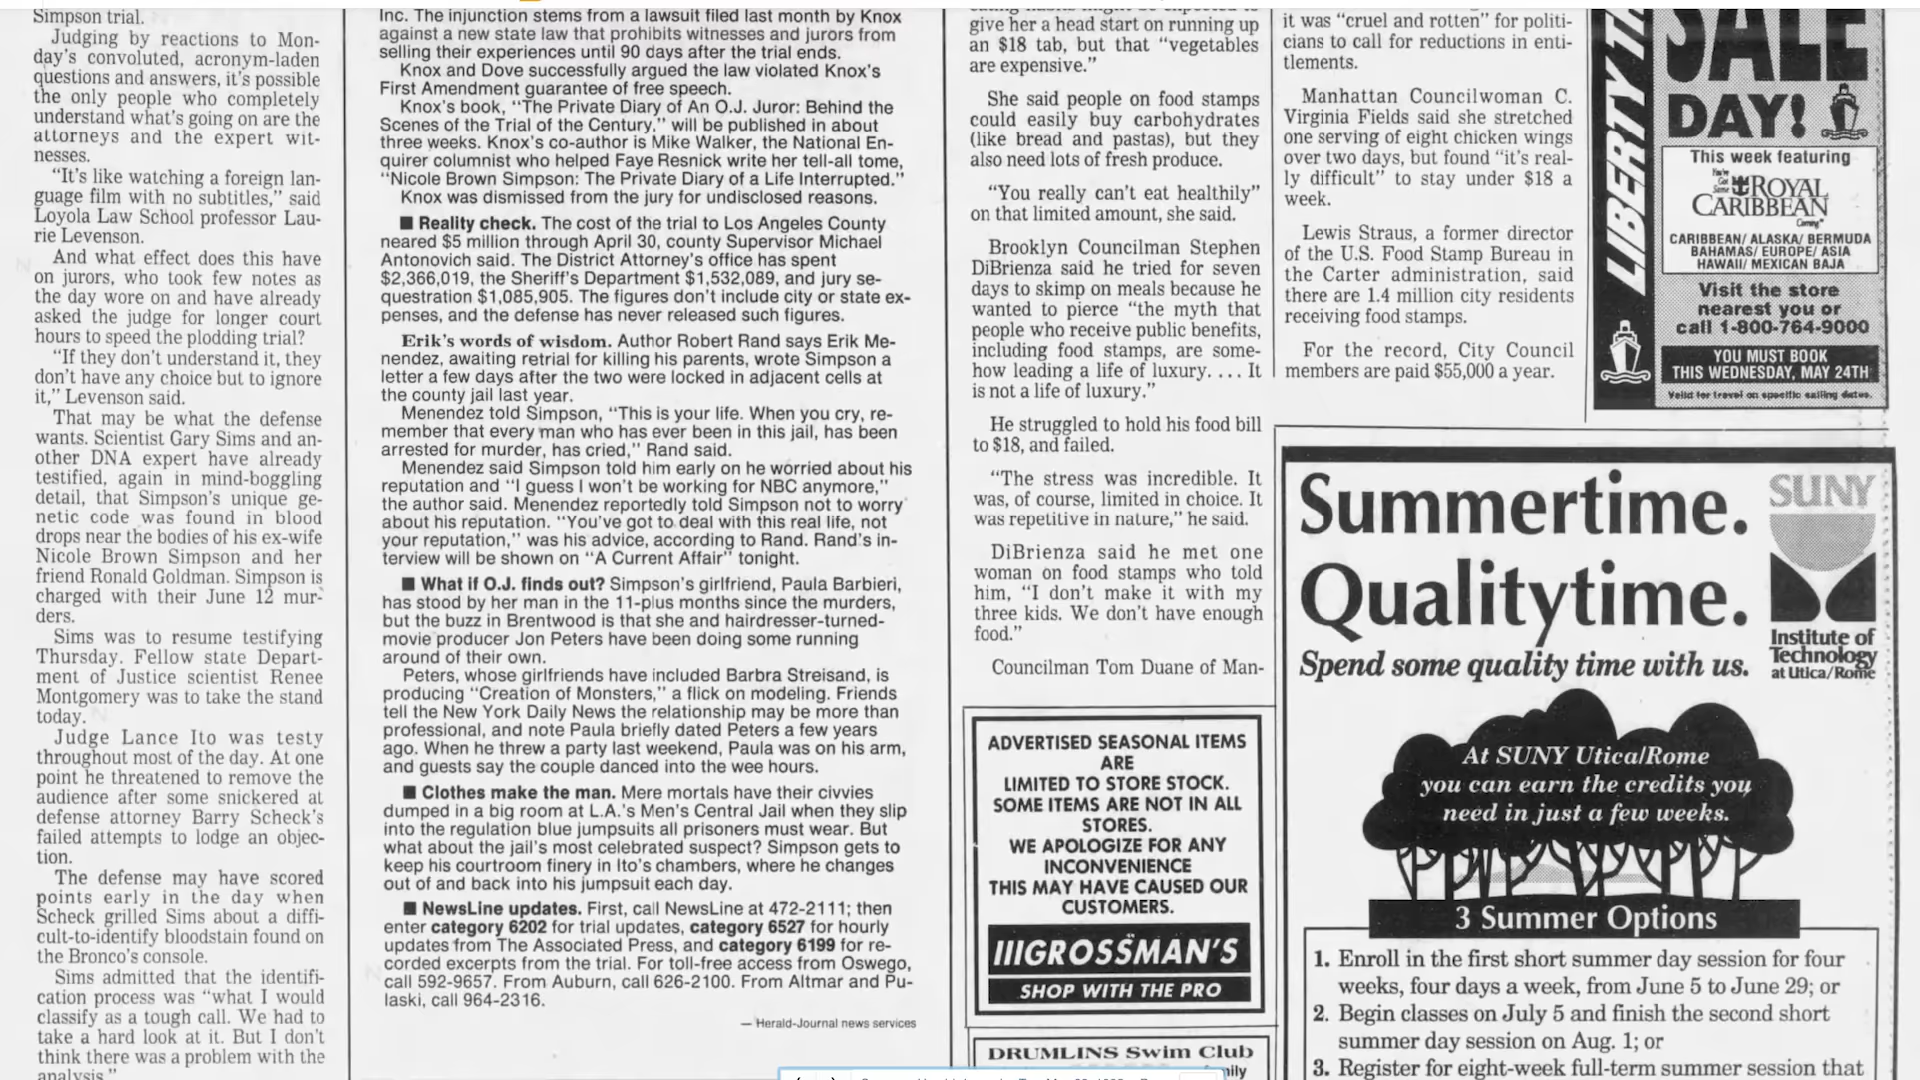 Simpson trial.
Judging by reactions to Mon-
day's convoluted, acronym-laden
questions and answers, it's possible
the only people who completely
understand what's going on are the
attorneys and the expert wit-
nesses.
"It's like watching a foreign lan-
guage film with no subtitles," said
Loyola Law School professor Lau-
rie Levenson.
And what effect does this have
on jurors, who took few notes as
the day wore on and have already
asked the judge for longer court
hours to speed the plodding trial?
"If they don't understand it, they
don't have any choice but to ignore
it," Levenson said.
That may be what the defense
wants. Scientist Gary Sims and an-
other DNA expert have already
testified, again in mind-boggling
detail, that Simpson's unique ge-
netic code was found in blood
drops near the bodies of his ex-wife
Nicole Brown Simpson and her
friend Ronald Goldman. Simpson is
charged with their June 12 mur-
ders.
Sims was to resume testifying
Thursday. Fellow state Depart-
ment of Justice scientist Renee
Montgomery was to take the stand
today.
Judge Lance Ito was testy
throughout most of the day. At one
point he threatened to remove the
audience after some snickered at
defense attorney Barry Scheck's
failed attempts to lodge an objec-
tion.
The defense may have scored
points early in the day when
Scheck grilled Sims about a diffi-
cult-to-identify bloodstain found on
the Bronco's console.
Sims admitted that the identifi-
cation process was "what I would
classify as a tough call. We had to
take a hard look at it. But I don't
think there was a problem with the
analysis."
Inc. The injunction stems from a lawsuit filed last month by Knox
against a new state law that prohibits witnesses and jurors from
selling their experiences until 90 days after the trial ends.
Knox and Dove successfully argued the law violated Knox's
First Amendment guarantee of free speech.
Knox's book, "The Private Diary of An O.J. Juror: Behind the
Scenes of the Trial of the Century," will be published in about
three weeks. Knox's co-author is Mike Walker, the National En-
quirer columnist who helped Faye Resnick write her tell-all tome,
"Nicole Brown Simpson: The Private Diary of a Life Interrupted."
Knox was dismissed from the jury for undisclosed reasons.
■ Reality check. The cost of the trial to Los Angeles County
neared $5 million through April 30, county Supervisor Michael
Antonovich said. The District Attorney's office has spent
$2,366,019, the Sheriff's Department $1,532,089, and jury se-
questration $1,085,905. The figures don't include city or state ex-
penses, and the defense has never released such figures.
Erik's words of wisdom. Author Robert Rand says Erik Me-
nendez, awaiting retrial for killing his parents, wrote Simpson a
letter a few days after the two were locked in adjacent cells at
the county jail last year.
Menendez told Simpson, "This is your life. When you cry, re-
member that every man who has ever been in this jail, has been
arrested for murder, has cried," Rand said.
Menendez said Simpson told him early on he worried about his
reputation and "I guess I won't be working for NBC anymore,"
the author said. Menendez reportedly told Simpson not to worry
about his reputation. "You've got to deal with this real life, not
your reputation," was his advice, according to Rand. Rand's in-
terview will be shown on "A Current Affair" tonight.
■ What if O.J. finds out? Simpson's girlfriend, Paula Barbieri,
has stood by her man in the 11-plus months since the murders,
but the buzz in Brentwood is that she and hairdresser-turned-
movie producer Jon Peters have been doing some running
around of their own.
Peters, whose girlfriends have included Barbra Streisand, is
producing "Creation of Monsters," a flick on modeling. Friends
tell the New York Daily News the relationship may be more than
professional, and note Paula briefly dated Peters a few years
ago. When he threw a party last weekend, Paula was on his arm,
and guests say the couple danced into the wee hours.
■ Clothes make the man. Mere mortals have their civvies
dumped in a big room at L.A.'s Men's Central Jail when they slip
into the regulation blue jumpsuits all prisoners must wear. But
what about the jail's most celebrated suspect? Simpson gets to
keep his courtroom finery in Ito's chambers, where he changes
out of and back into his jumpsuit each day.
■ NewsLine updates. First, call NewsLine at 472-2111; then
enter category 6202 for trial updates, category 6527 for hourly
updates from The Associated Press, and category 6199 for re-
corded excerpts from the trial. For toll-free access from Oswego,
call 592-9657. From Auburn, call 626-2100. From Altmar and Pu-
laski, call 964-2316.
— Herald-Journal news services
give her a head start on running up
an $18 tab, but that "vegetables
are expensive."
She said people on food stamps
could easily buy carbohydrates
(like bread and pastas), but they
also need lots of fresh produce.
"You really can't eat healthily"
on that limited amount, she said.
Brooklyn Councilman Stephen
DiBrienza said he tried for seven
days to skimp on meals because he
wanted to pierce "the myth that
people who receive public benefits,
including food stamps, are some-
how leading a life of luxury. . . . It
is not a life of luxury."
He struggled to hold his food bill
to $18, and failed.
"The stress was incredible. It
was, of course, limited in choice. It
was repetitive in nature," he said.
DiBrienza said he met one
woman on food stamps who told
him, "I don't make it with my
three kids. We don't have enough
food."
Councilman Tom Duane of Man-
ADVERTISED SEASONAL ITEMS
ARE
LIMITED TO STORE STOCK.
SOME ITEMS ARE NOT IN ALL
STORES.
WE APOLOGIZE FOR ANY
INCONVENIENCE
THIS MAY HAVE CAUSED OUR
CUSTOMERS.
GROSSMAN'S
SHOP WITH THE PRO
DRUMLINS Swim Club
it was "cruel and rotten" for politi-
cians to call for reductions in enti-
tlements.
Manhattan Councilwoman C.
Virginia Fields said she stretched
one serving of eight chicken wings
over two days, but found "it's real-
ly difficult" to stay under $18 a
week.
Lewis Straus, a former director
of the U.S. Food Stamp Bureau in
the Carter administration, said
there are 1.4 million city residents
receiving food stamps.
For the record, City Council
members are paid $55,000 a year.
LIBERTY
SALE
DAY!
This week featuring
ROYAL
CARIBBEAN
CARIBBEAN/ ALASKA/ BERMUDA
BAHAMAS/ EUROPE/ ASIA
HAWAII/ MEXICAN BAJA
Visit the store
nearest you or
call 1-800-764-9000
YOU MUST BOOK
THIS WEDNESDAY, MAY 24TH
Valid for travel on specific sailing dates.
Summertime.
Qualitytime.
Spend some quality time with us.
SUNY
Institute of
Technology
at Utica/Rome
At SUNY Utica/Rome
you can earn the credits you
need in just a few weeks.
3 Summer Options
1. Enroll in the first short summer day session for four
weeks, four days a week, from June 5 to June 29; or
2. Begin classes on July 5 and finish the second short
summer day session on Aug. 1; or
3. Register for eight-week full-term summer session that